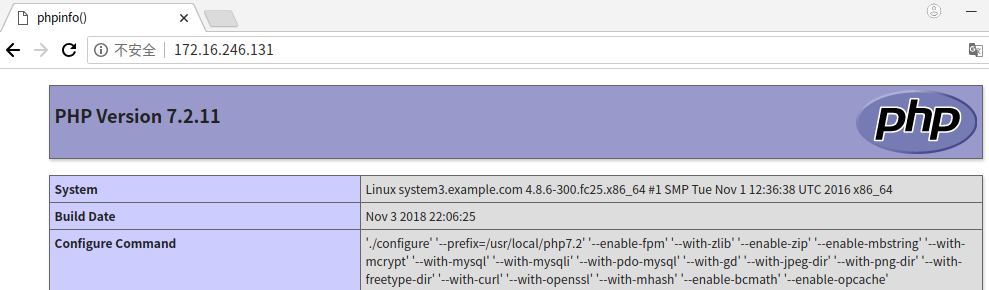 phpinfo()
不安全 172.16.246.131
PHP Version 7.2.11
php
System Linux system3.example.com 4.8.6-300.fc25.x86_64 #1 SMP Tue Nov 1 12:36:38 UTC 2016 x86_64
Build Date Nov 3 2018 22:06:25
Configure Command './configure' '--prefix=/usr/local/php7.2' '--enable-fpm' '--with-zlib' '--enable-zip' '--enable-mbstring' '--with-
mcrypt' '--with-mysql' '--with-mysqli' '--with-pdo-mysql' '--with-gd' '--with-jpeg-dir' '--with-png-dir' '--with-
freetype-dir' '--with-curl' '--with-openssl' '--with-mhash' '--enable-bcmath' '--enable-opcache'